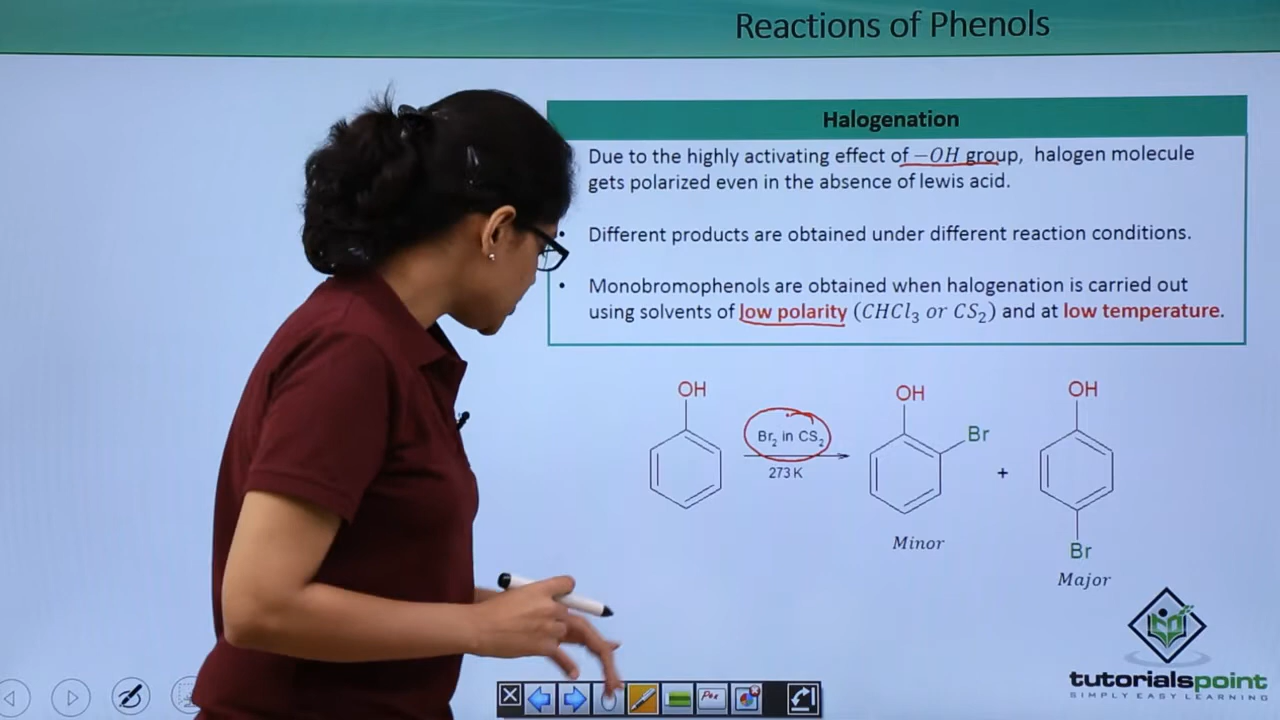 Reactions of Phenols
Halogenation
Due to the highly activating effect of −OH group, halogen molecule
gets polarized even in the absence of lewis acid.
• Different products are obtained under different reaction conditions.
• Monobromophenols are obtained when halogenation is carried out
using solvents of low polarity (CHCl₃ or CS₂) and at low temperature.
OH
Br₂ in CS₂
273 K
OH
Br
Minor
+
OH
Br
Major
Pen
tutorialspoint
SIMPLY EASY LEARNING